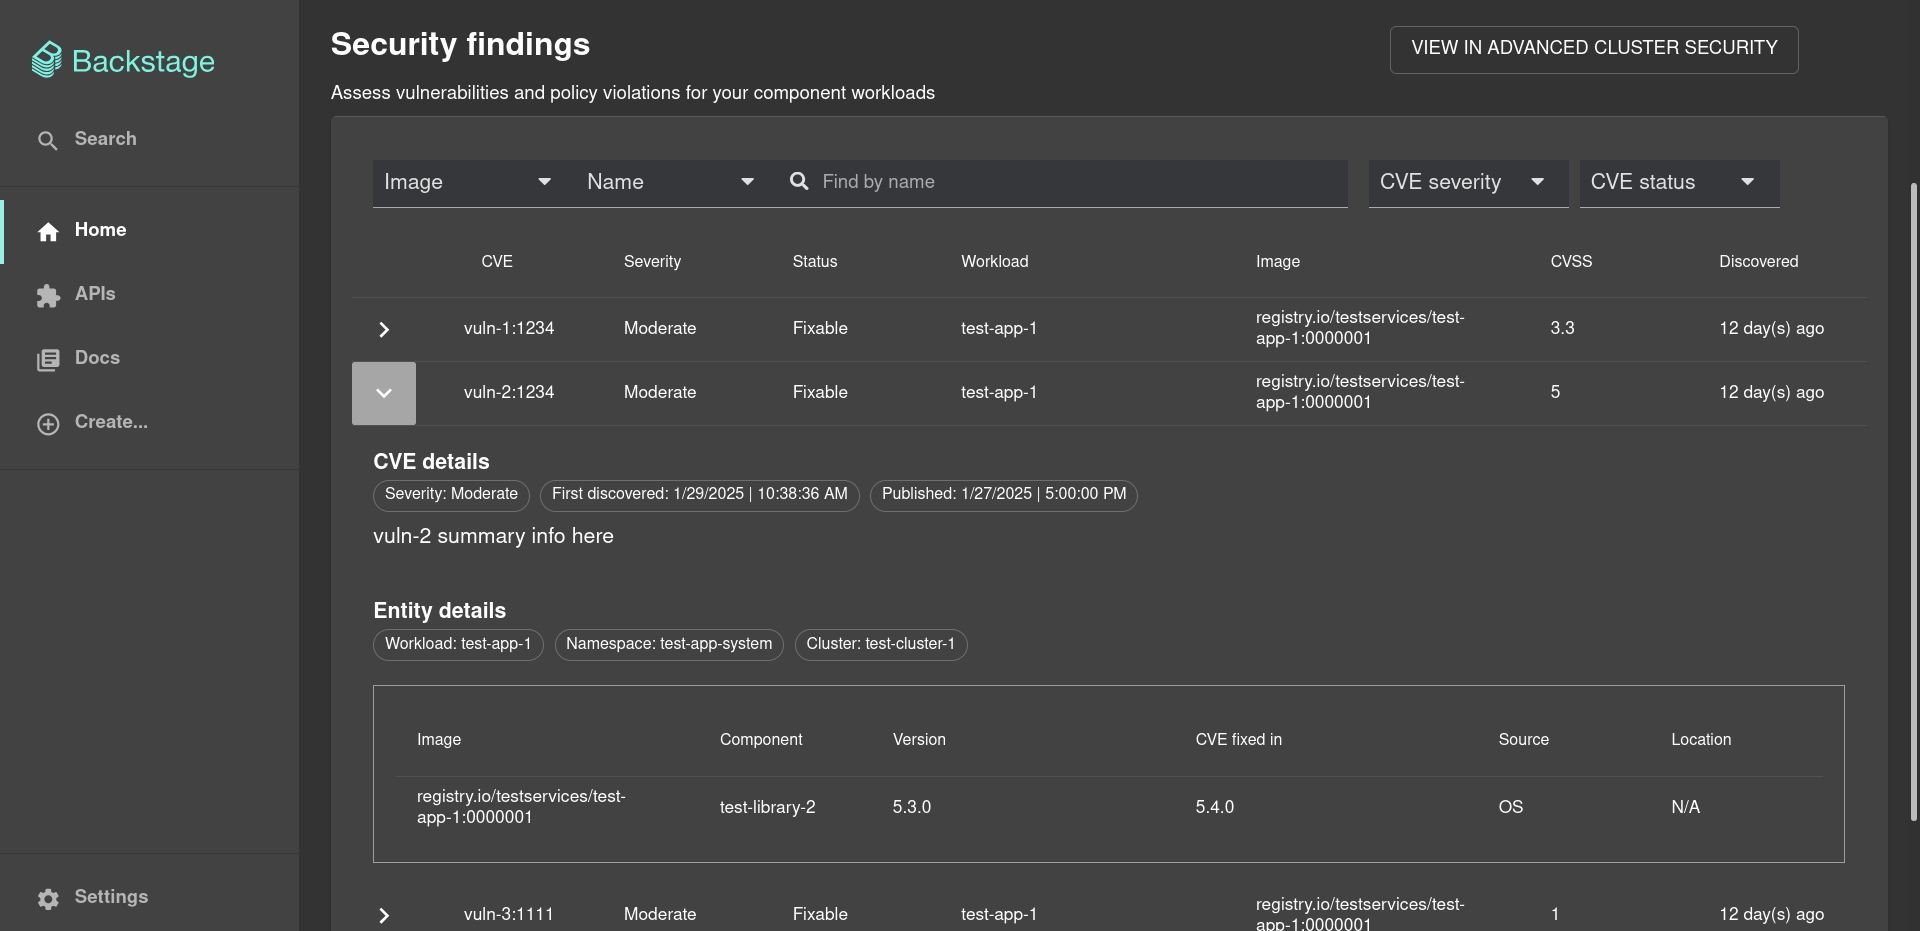 Backstage
Search
Home
APIs
Docs
Create...
Settings
Security findings
VIEW IN ADVANCED CLUSTER SECURITY
Assess vulnerabilities and policy violations for your component workloads
Image Name Find by name CVE severity CVE status
CVE Severity Status Workload Image CVSS Discovered
vuln-1:1234 Moderate Fixable test-app-1 registry.io/testservices/test- 3.3 12 day(s) ago
app-1:0000001
vuln-2:1234 Moderate Fixable test-app-1 registry.io/testservices/test- 5 12 day(s) ago
app-1:0000001
CVE details
Severity: Moderate First discovered: 1/29/2025 | 10:38:36 AM Published: 1/27/2025 | 5:00:00 PM
vuln-2 summary info here
Entity details
Workload: test-app-1 Namespace: test-app-system Cluster: test-cluster-1
Image Component Version CVE fixed in Source Location
registry.io/testservices/test- test-library-2 5.3.0 5.4.0 OS N/A
app-1:0000001
vuln-3:1111 Moderate Fixable test-app-1 registry.io/testservices/test- 1 12 day(s) ago
app-1:0000001